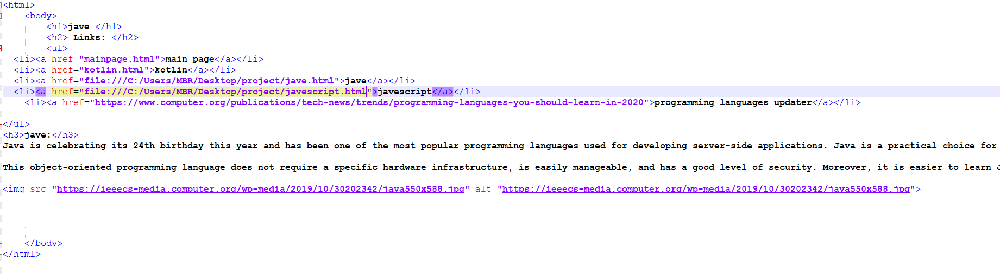 <html>
<body>
<h1>jave </h1>
<h2> Links: </h2>
<ul>
<li><a href="mainpage.html">main page</a></li>
<li><a href="kotlin.html">kotlin</a></li>
<li><a href="file:///C:/Users/MBR/Desktop/project/jave.html">jave</a></li>
<li><a href="file:///C:/Users/MBR/Desktop/project/javescript.html">javescript</a></li>
<li><a href="https://www.computer.org/publications/tech-news/trends/programming-languages-you-should-learn-in-2020">programming languages updater</a></li>
</ul>
<h3>jave:</h3>
Java is celebrating its 24th birthday this year and has been one of the most popular programming languages used for developing server-side applications. Java is a practical choice for
This object-oriented programming language does not require a specific hardware infrastructure, is easily manageable, and has a good level of security. Moreover, it is easier to learn J
<img src="https://ieeecs-media.computer.org/wp-media/2019/10/30202342/java550x588.jpg" alt="https://ieeecs-media.computer.org/wp-media/2019/10/30202342/java550x588.jpg">
</body>
</html>